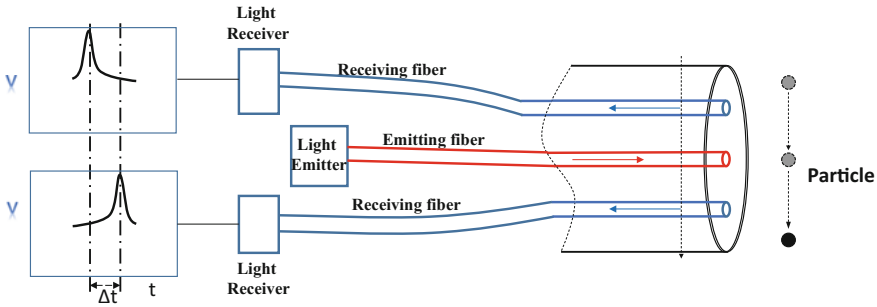 Light
Receiver
V
Receiving fiber
Light
Emitter
Emitting fiber
Particle
V
Receiving fiber
Light
Receiver
Δt
t